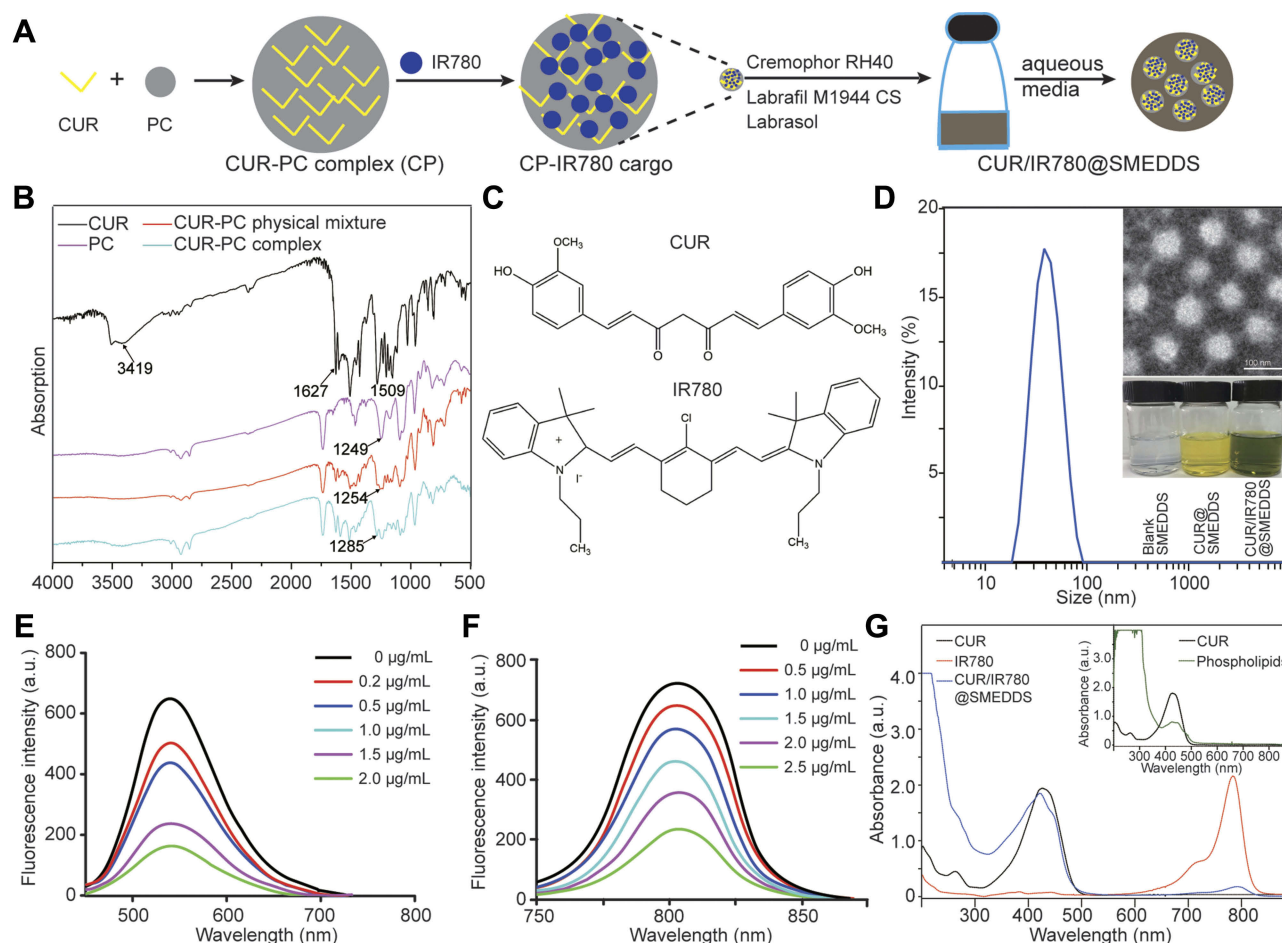 A
CUR
+
PC
CUR-PC complex (CP)
IR780
CP-IR780 cargo
Cremophor RH40
Labrafil M1944 CS
Labrasol
aqueous
media
CUR/IR780@SMEDDS
B
CUR
CUR-PC physical mixture
PC
CUR-PC complex
3419
1627
1509
1249
1254
1285
Absorption
4000 3500 3000 2500 2000 1500 1000 500
C
CUR
OCH₃
HO
OH
OCH₃
O O
IR780
Cl
+
N
I⁻
N
CH₃
CH₃
D
20
15
10
5
Intensity (%)
10 100 1000
Size (nm)
100 nm
Blank
SMEDDS
CUR@
SMEDDS
CUR/IR780
@SMEDDS
E
800
600
400
200
0
Fluorescence intensity (a.u.)
0 µg/mL
0.2 µg/mL
0.5 µg/mL
1.0 µg/mL
1.5 µg/mL
2.0 µg/mL
500 600 700 800
Wavelength (nm)
F
800
600
400
200
0
Fluorescence intensity (a.u.)
0 µg/mL
0.5 µg/mL
1.0 µg/mL
1.5 µg/mL
2.0 µg/mL
2.5 µg/mL
750 800 850
Wavelength (nm)
G
CUR
IR780
CUR/IR780
@SMEDDS
4.0
3.0
2.0
1.0
0
Absorbance (a.u.)
300 400 500 600 700 800
Wavelength (nm)
CUR
Phospholipids
3.0
2.0
1.0
0
Absorbance (a.u.)
300 400 500 600 700 800
Wavelength (nm)